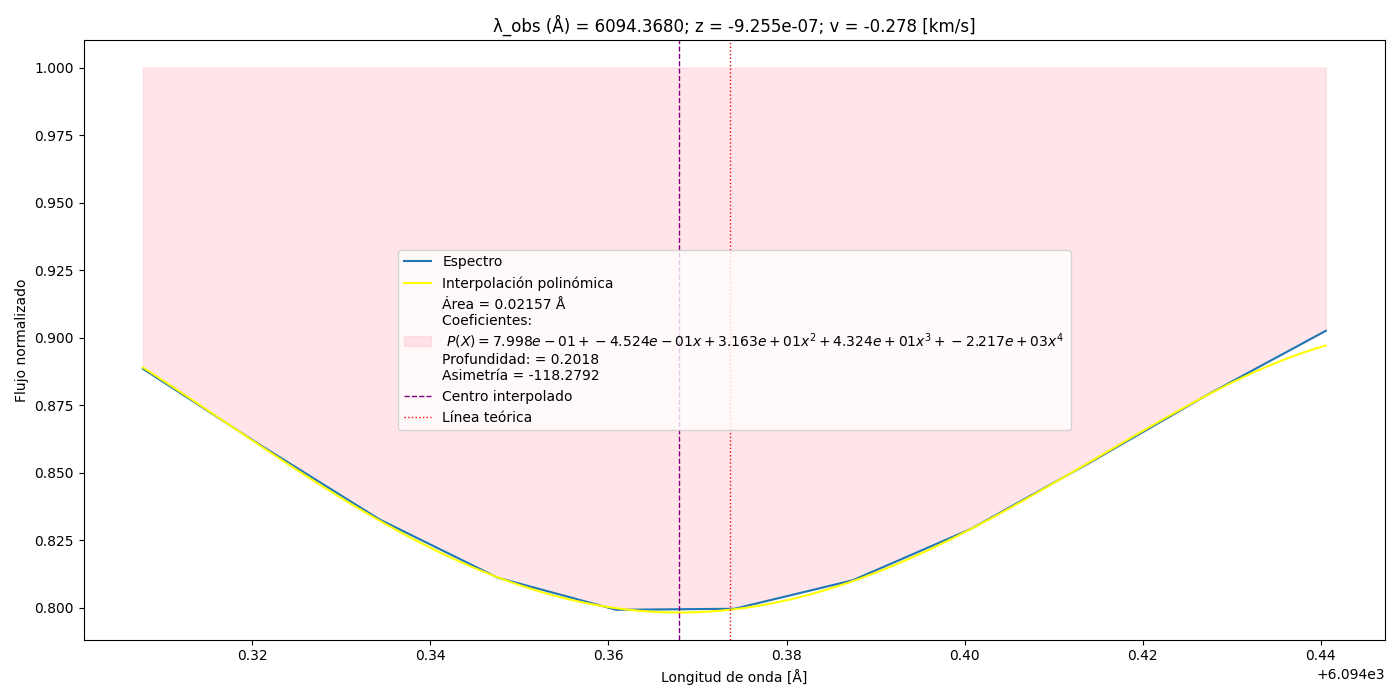 λ_obs (Å) = 6094.3680; z = -9.255e-07; v = -0.278 [km/s]
1.000
0.975
0.950
0.925
0.900
0.875
0.850
0.825
0.800
Flujo normalizado
Espectro
Interpolación polinómica
Área = 0.02157 Å
Coeficientes:
P(X) = 7.998e − 01 + − 4.524e − 01x + 3.163e + 01x² + 4.324e + 01x³ + − 2.217e + 03x⁴
Profundidad: = 0.2018
Asimetría = -118.2792
Centro interpolado
Línea teórica
0.32 0.34 0.36 0.38 0.40 0.42 0.44
+6.094e3
Longitud de onda [Å]